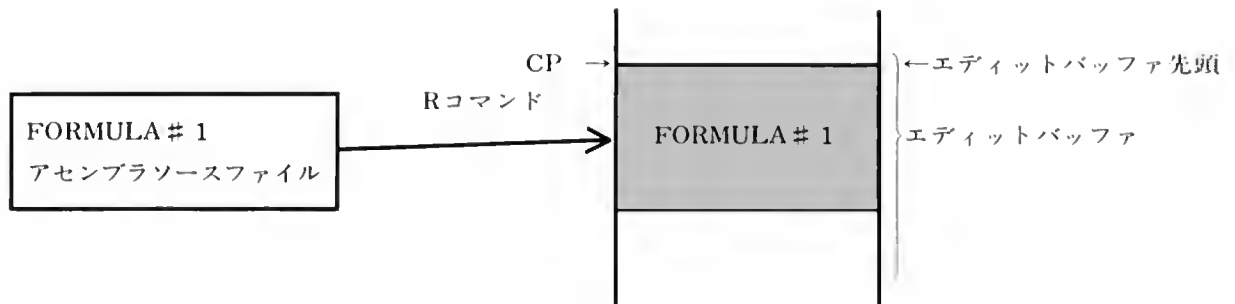 CP →
←エディットバッファ先頭
Rコマンド
FORMULA♯1
アセンブラソースファイル
FORMULA♯1
エディットバッファ